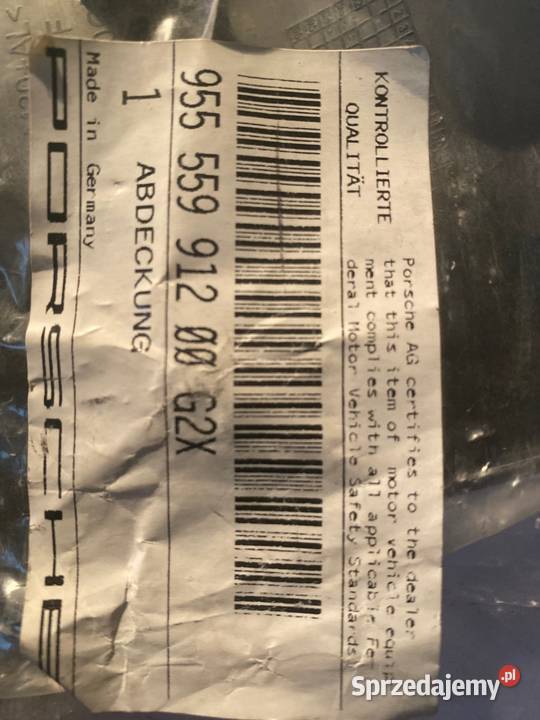 KONTROLLIERTE
QUALITÄT
Porsche AG certifies to the dealer
that this item of motor vehicle equip
ment complies with all applicable Fe-
deral Motor Vehicle Safety Standards.
955 559 912 00 G2X
1 ABDECKUNG
Made in Germany
PORSCHE
Sprzedajemy.pl